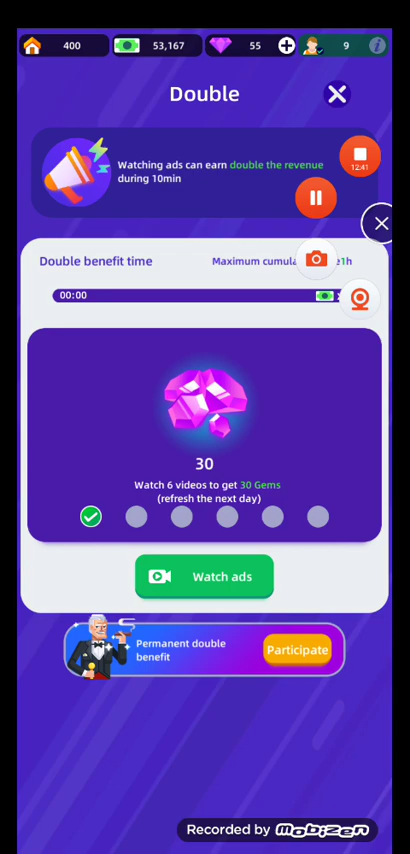 400
53,167
55
9
Double
Watching ads can earn double the revenue
during 10min
12:41
Double benefit time
Maximum cumula
1h
00:00
30
Watch 6 videos to get 30 Gems
(refresh the next day)
Watch ads
Permanent double
benefit
Participate
Recorded by Mobizen